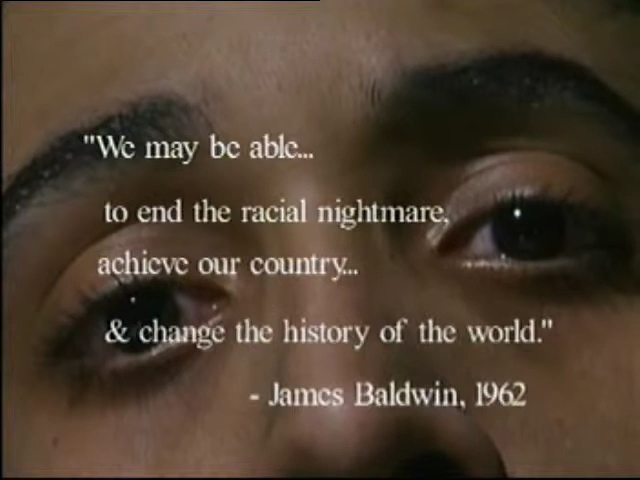 "We may be able...
to end the racial nightmare,
achieve our country...
& change the history of the world."
- James Baldwin, 1962